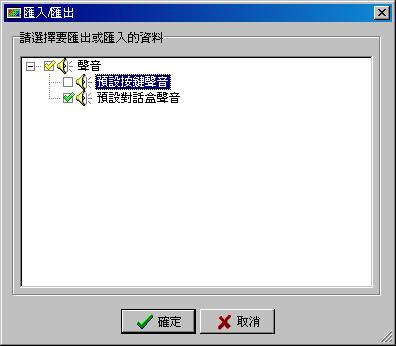 匯入/匯出
請選擇要匯出或匯入的資料
聲音
預設按鍵聲音
預設對話盒聲音
確定
取消